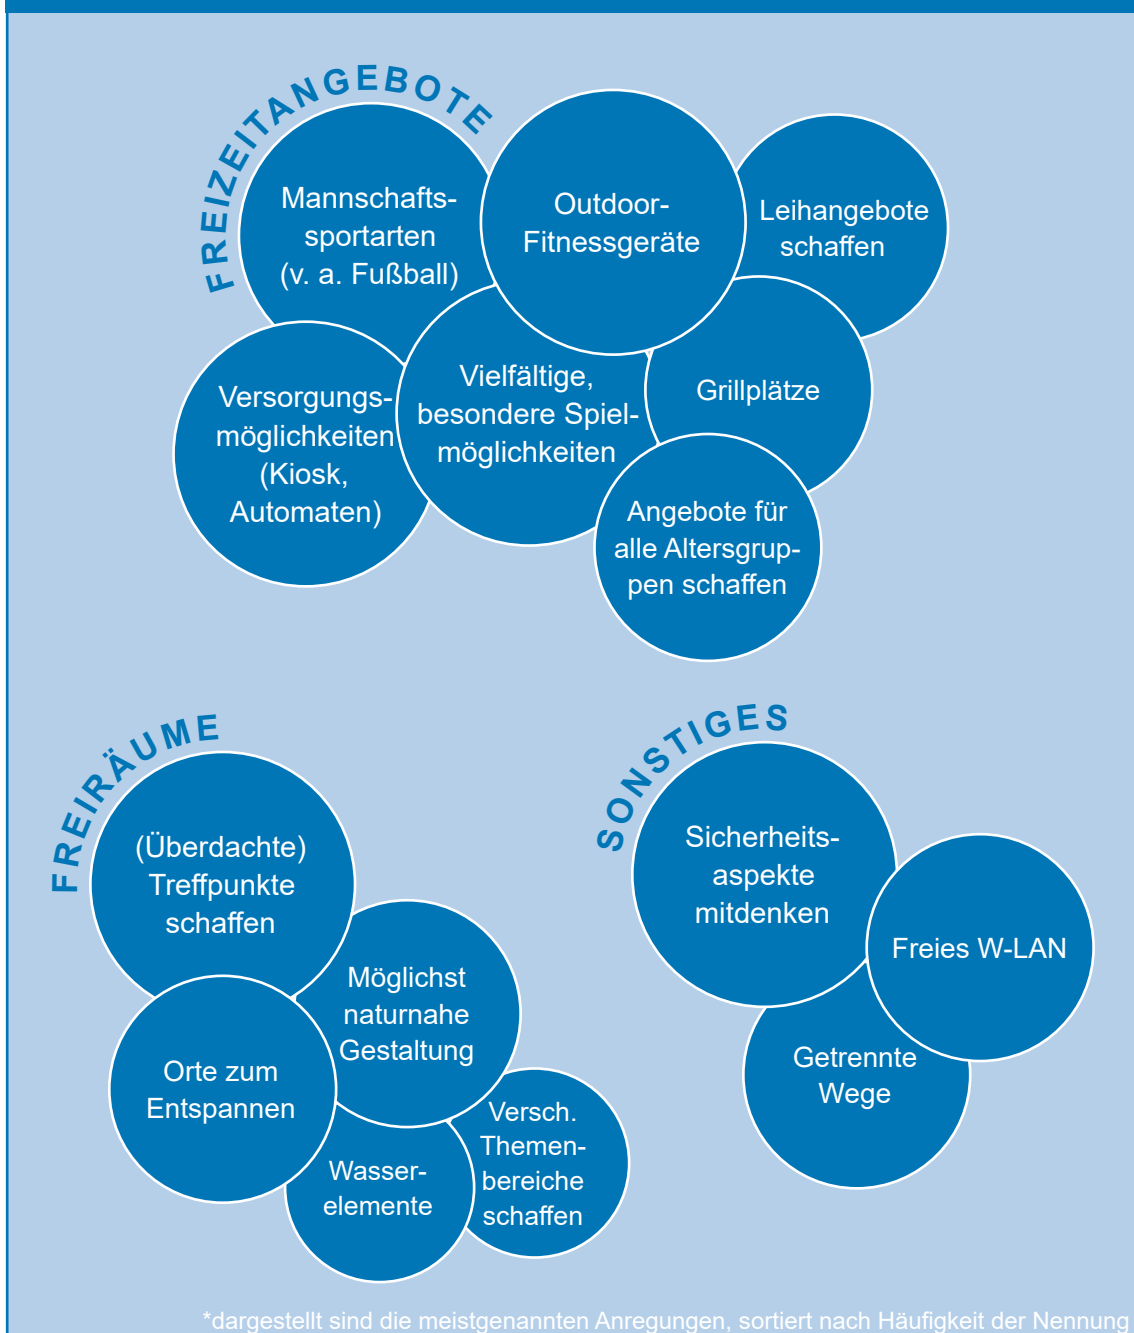 FREIZEITANGEBOTE
Mannschafts-
sportarten
(v. a. Fußball)
Outdoor-
Fitnessgeräte
Leihangebote
schaffen
Versorgungs-
möglichkeiten
(Kiosk,
Automaten)
Vielfältige,
besondere Spiel-
möglichkeiten
Grillplätze
Angebote für
alle Altersgrup-
pen schaffen
FREIRÄUME
(Überdachte)
Treffpunkte
schaffen
Möglichst
naturnahe
Gestaltung
Orte zum
Entspannen
Wasser-
elemente
Versch.
Themen-
bereiche
schaffen
SONSTIGES
Sicherheits-
aspekte
mitdenken
Freies W-LAN
Getrennte
Wege
*dargestellt sind die meistgenannten Anregungen, sortiert nach Häufigkeit der Nennung